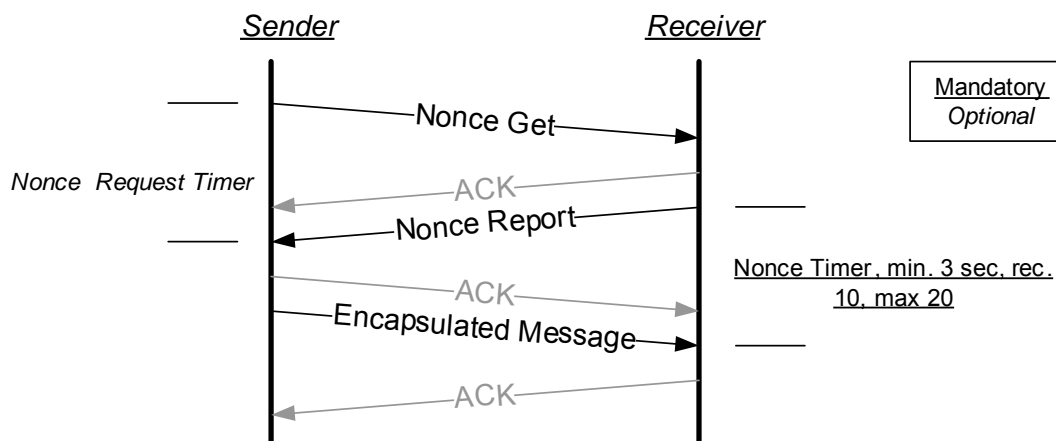 Sender
Receiver
Mandatory
Optional
Nonce Get
Nonce Request Timer
ACK
Nonce Report
Nonce Timer, min. 3 sec, rec.
10, max 20
ACK
Encapsulated Message
ACK